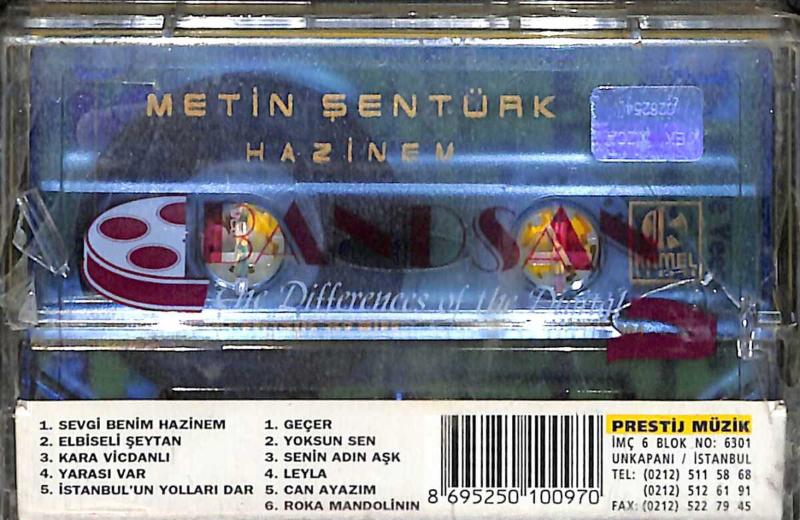 METİN ŞENTÜRK
HAZİNEM
BANDSAN
The Differences of the Digital
1. SEVGİ BENİM HAZİNEM
2. ELBİSELİ ŞEYTAN
3. KARA VİCDANLI
4. YARASI VAR
5. İSTANBUL'UN YOLLARI DAR
1. GEÇER
2. YOKSUN SEN
3. SENİN ADIN AŞK
4. LEYLA
5. CAN AYAZIM
6. ROKA MANDOLİNIN
8 695250 100970
PRESTİJ MÜZİK
İMÇ 6 BLOK NO: 6301
UNKAPANI / İSTANBUL
TEL: (0212) 511 58 68
(0212) 512 61 91
FAX: (0212) 522 79 45